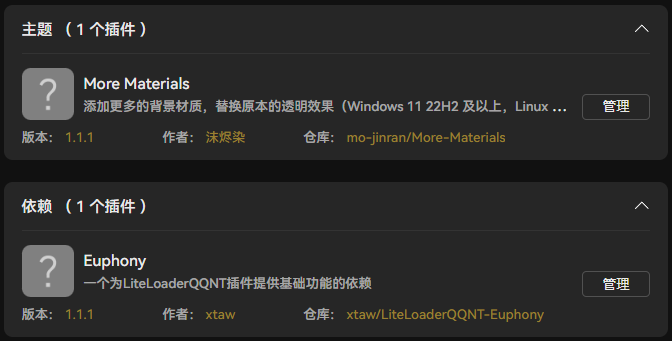 主题 （ 1 个插件 ）
?
More Materials
添加更多的背景材质，替换原本的透明效果（Windows 11 22H2 及以上，Linux ...
管理
版本： 1.1.1 作者： 沫烬染 仓库： mo-jinran/More-Materials
依赖 （ 1 个插件 ）
?
Euphony
一个为LiteLoaderQQNT插件提供基础功能的依赖
管理
版本： 1.1.1 作者： xtaw 仓库： xtaw/LiteLoaderQQNT-Euphony